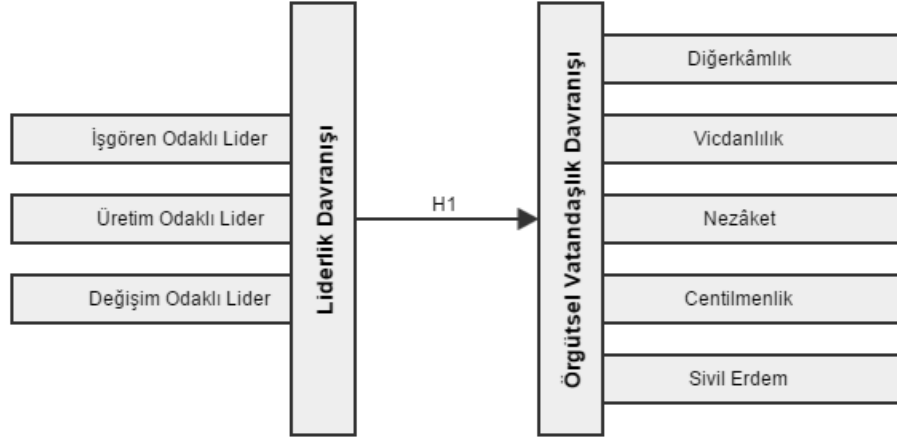 İşgören Odaklı Lider
Üretim Odaklı Lider
Değişim Odaklı Lider
Liderlik Davranışı
H1
Örgütsel Vatandaşlık Davranışı
Diğerkâmlık
Vicdanlılık
Nezâket
Centilmenlik
Sivil Erdem